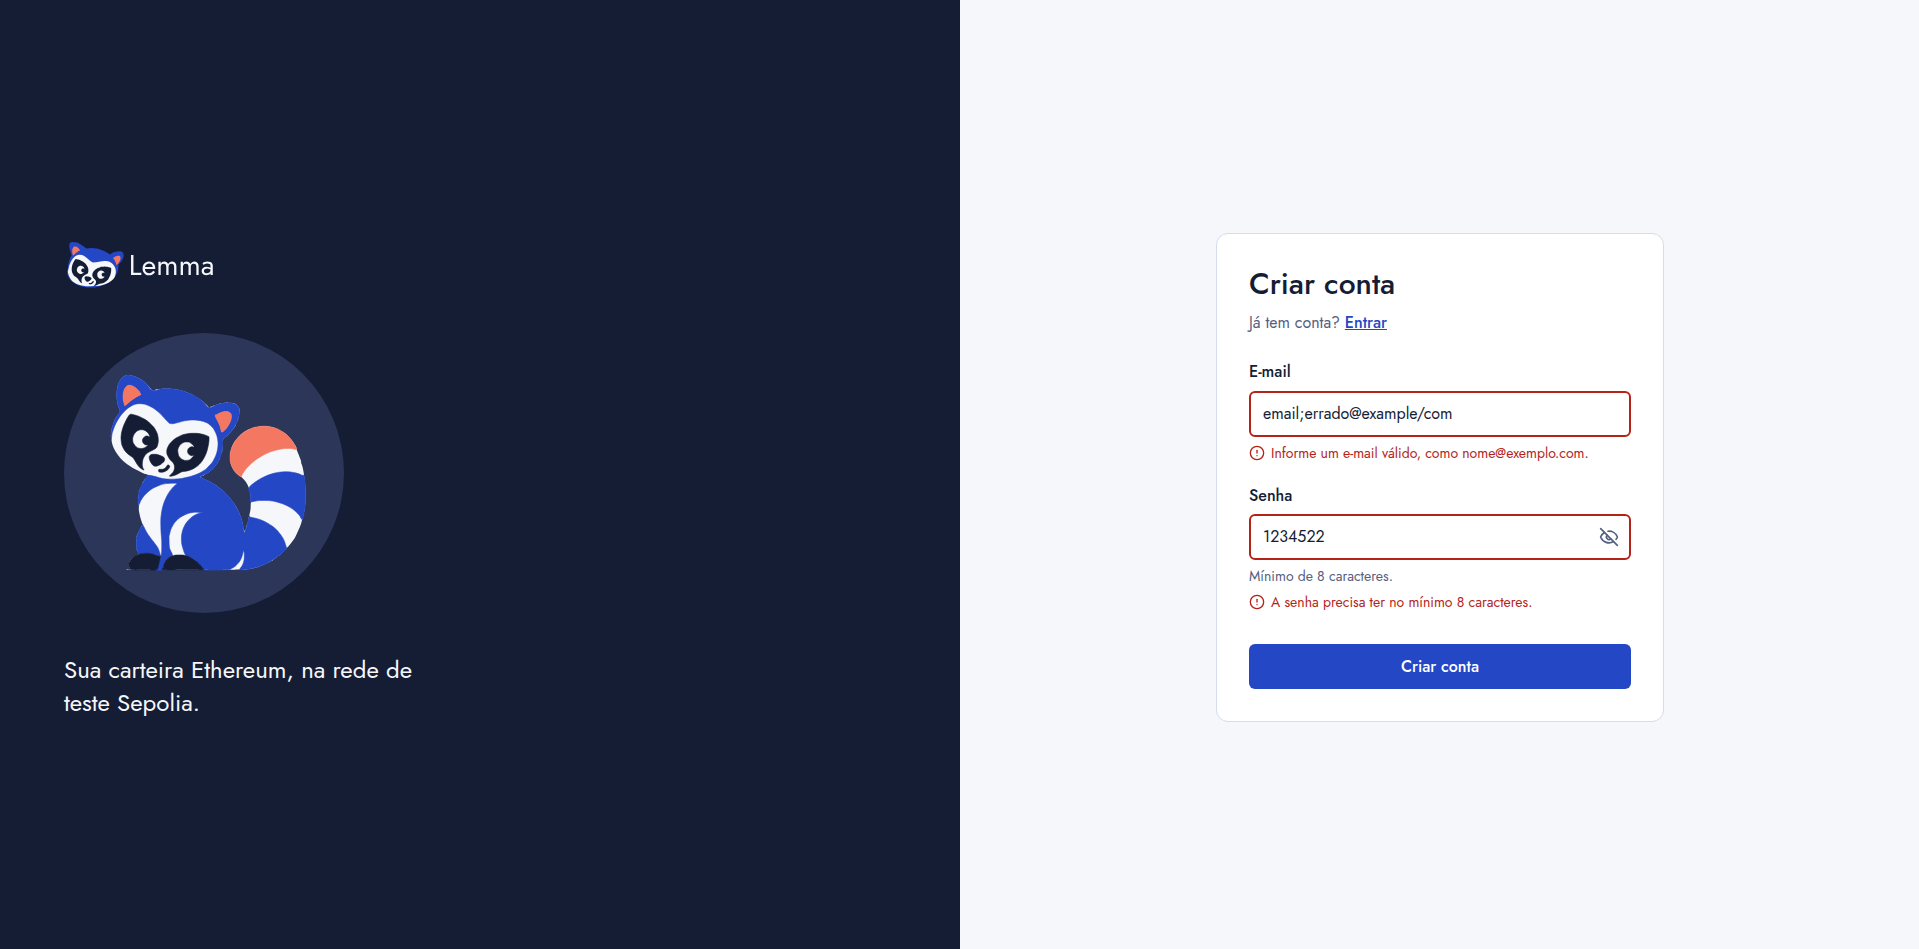 Lemma
Sua carteira Ethereum, na rede de
teste Sepolia.
Criar conta
Já tem conta? Entrar
E-mail
email;errado@example/com
Informe um e-mail válido, como nome@exemplo.com.
Senha
1234522
Mínimo de 8 caracteres.
A senha precisa ter no mínimo 8 caracteres.
Criar conta